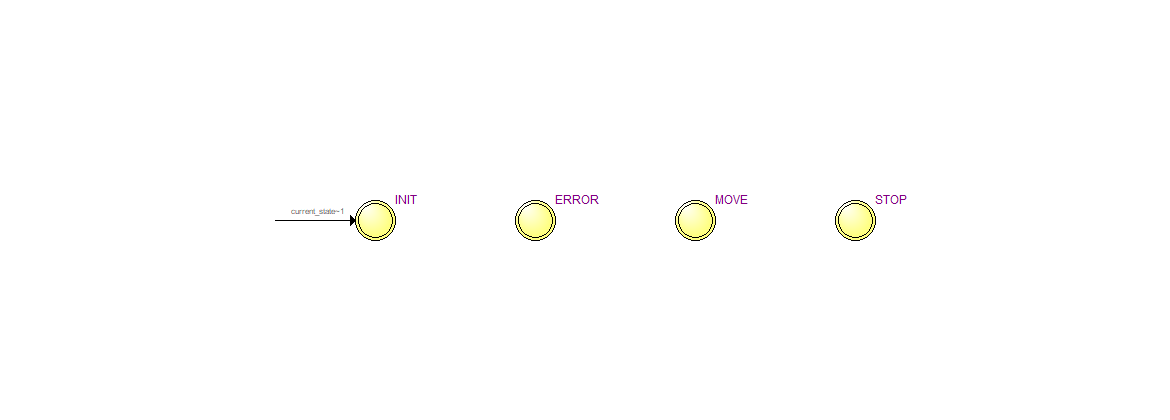 INIT
ERROR
MOVE
STOP
current_state~1